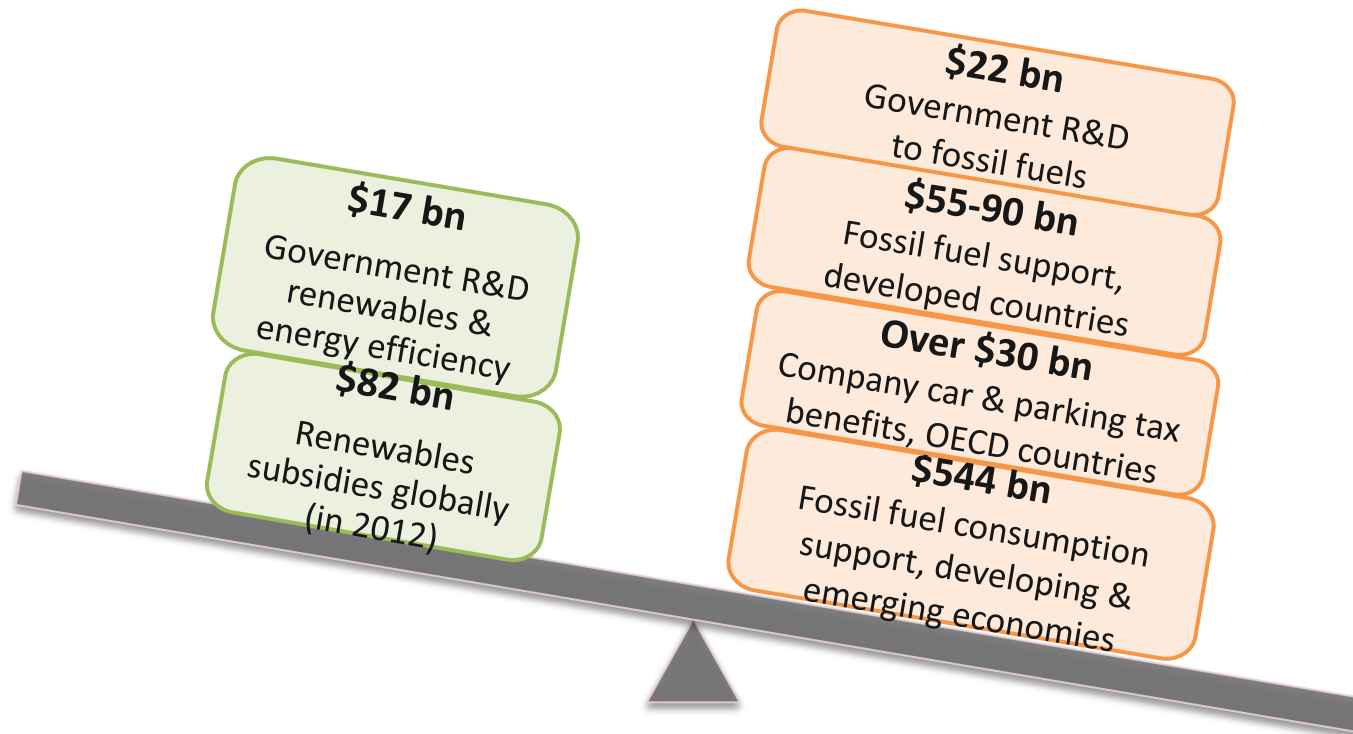 $17 bn
Government R&D
renewables &
energy efficiency
$82 bn
Renewables
subsidies globally
(in 2012)
$22 bn
Government R&D
to fossil fuels
$55-90 bn
Fossil fuel support,
developed countries
Over $30 bn
Company car & parking tax
benefits, OECD countries
$544 bn
Fossil fuel consumption
support, developing &
emerging economies